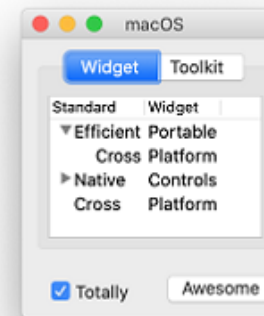 macOS
Widget Toolkit
Standard Widget
Efficient Portable
Cross Platform
Native Controls
Cross Platform
Totally Awesome